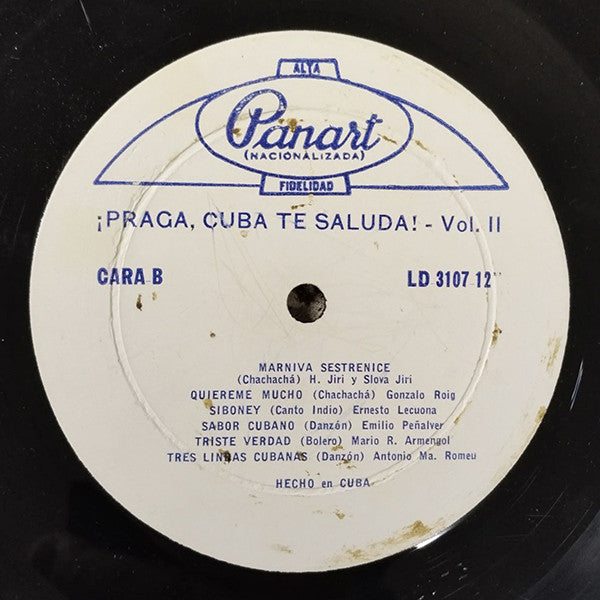 ALTA
Panart
(NACIONALIZADA)
FIDELIDAD
¡PRAGA, CUBA TE SALUDA! - Vol. II
CARA B
LD 3107 12"
MARNIVA SESTRENICE
(Chachachá) H. Jiri y Slova Jiri
QUIEREME MUCHO (Chachachá) Gonzalo Roig
SIBONEY (Canto Indio) Ernesto Lecuona
SABOR CUBANO (Danzón) Emilio Peñalver
TRISTE VERDAD (Bolero) Mario R. Armengol
TRES LINDAS CUBANAS (Danzón) Antonio Ma. Romeu
HECHO en CUBA